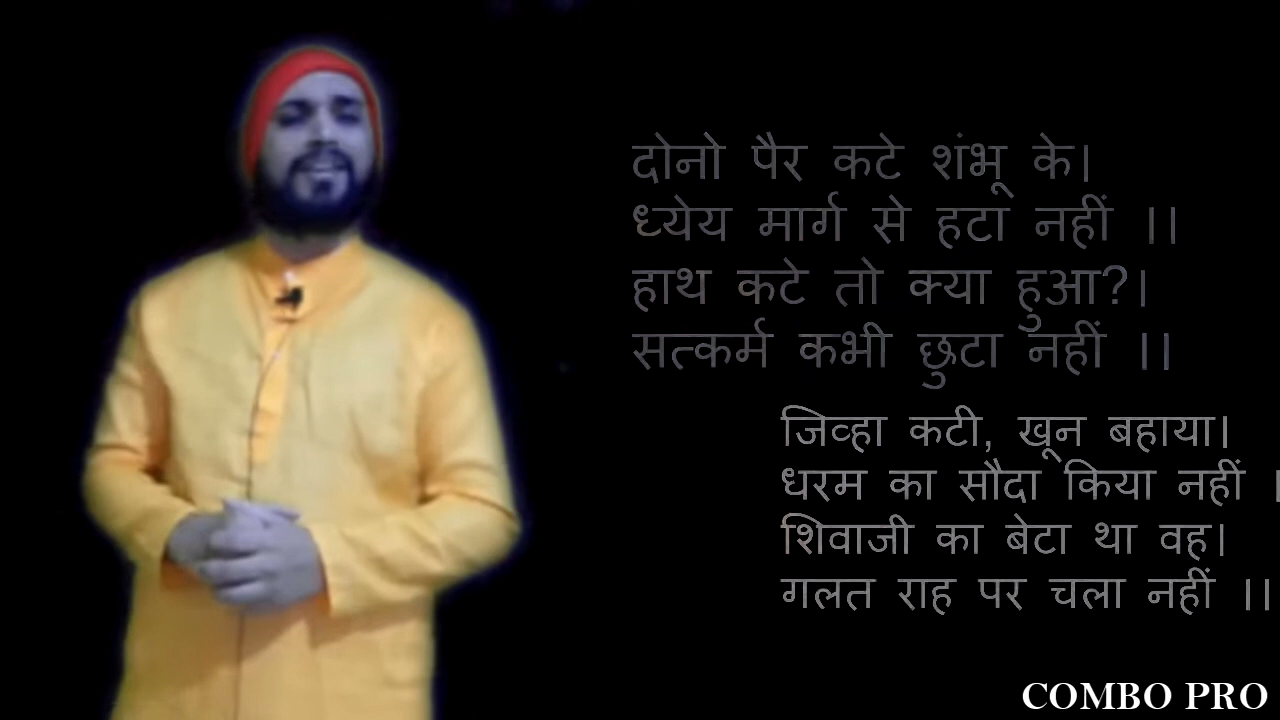 दोनो पैर कटे शंभू के।
ध्येय मार्ग से हटा नहीं ।।
हाथ कटे तो क्या हुआ?।
सत्कर्म कभी छुटा नहीं ।।
जिव्हा कटी, खून बहाया।
धरम का सौदा किया नहीं ।
शिवाजी का बेटा था वह।
गलत राह पर चला नहीं ।।
COMBO PRO